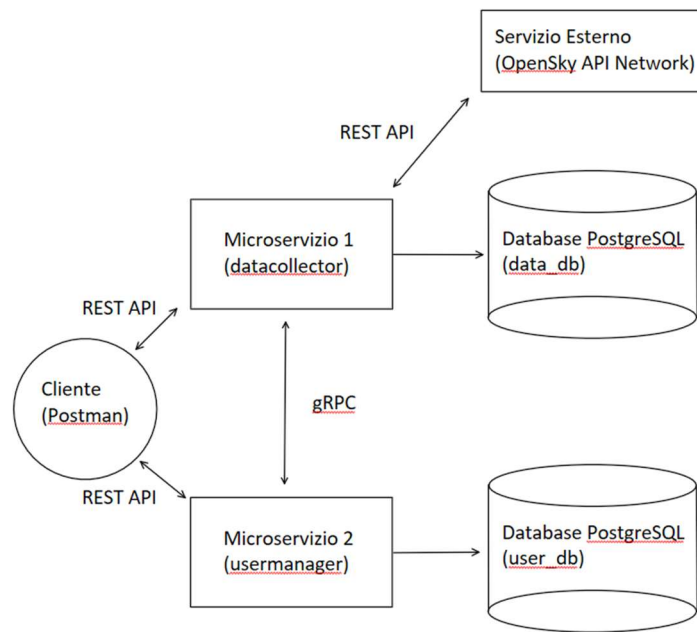 Servizio Esterno
(OpenSky API Network)
REST API
Microservizio 1
(datacollector)
Database PostgreSQL
(data_db)
REST API
Cliente
(Postman)
gRPC
REST API
Microservizio 2
(usermanager)
Database PostgreSQL
(user_db)